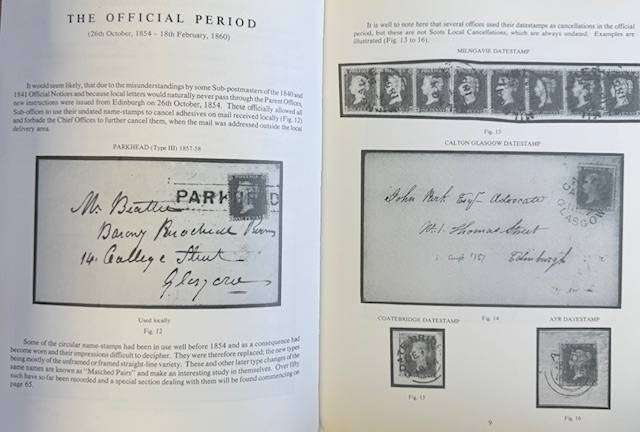 THE OFFICIAL PERIOD
(26th October, 1854 – 18th February, 1860)
It would seem likely, that due to the misunderstandings by some Sub-postmasters of the 1840 and
1841 Official Notices and because local letters would naturally never pass through the Parent Offices,
new instructions were issued from Edinburgh on 26th October, 1854. These officially allowed all
Sub-offices to use their undated name-stamps to cancel adhesives on mail received locally (Fig. 12)
and forbade the Chief Offices to further cancel them, when the mail was addressed outside the local
delivery area.
PARKHEAD (Type III) 1857-58
PARKHEAD
Mr Beattie
Barony Parochial
14 College Street
Glasgow
Used locally
Fig. 12
Some of the circular name-stamps had been in use well before 1854 and as a consequence had
become worn and their impressions difficult to decipher. They were therefore replaced; the new types
being mostly of the unframed or framed straight-line variety. These and other later type changes of the
same names are known as "Matched Pairs" and make an interesting study in themselves. Over fifty
such have so far been recorded and a special section dealing with them will be found commencing on
page 65.
It is well to note here that several offices used their datestamps as cancellations in the official
period, but these are not Scots Local Cancellations, which are always undated. Examples are
illustrated (Fig. 13 to 16).
MILNGAVIE DATESTAMP
Fig. 13
CALTON GLASGOW DATESTAMP
GLASGOW
John Park Esqr Advocate
Thomas Street
Edinburgh
Fig. 14
COATEBRIDGE DATESTAMP
Fig. 15
AYR DATESTAMP
Fig. 16
9